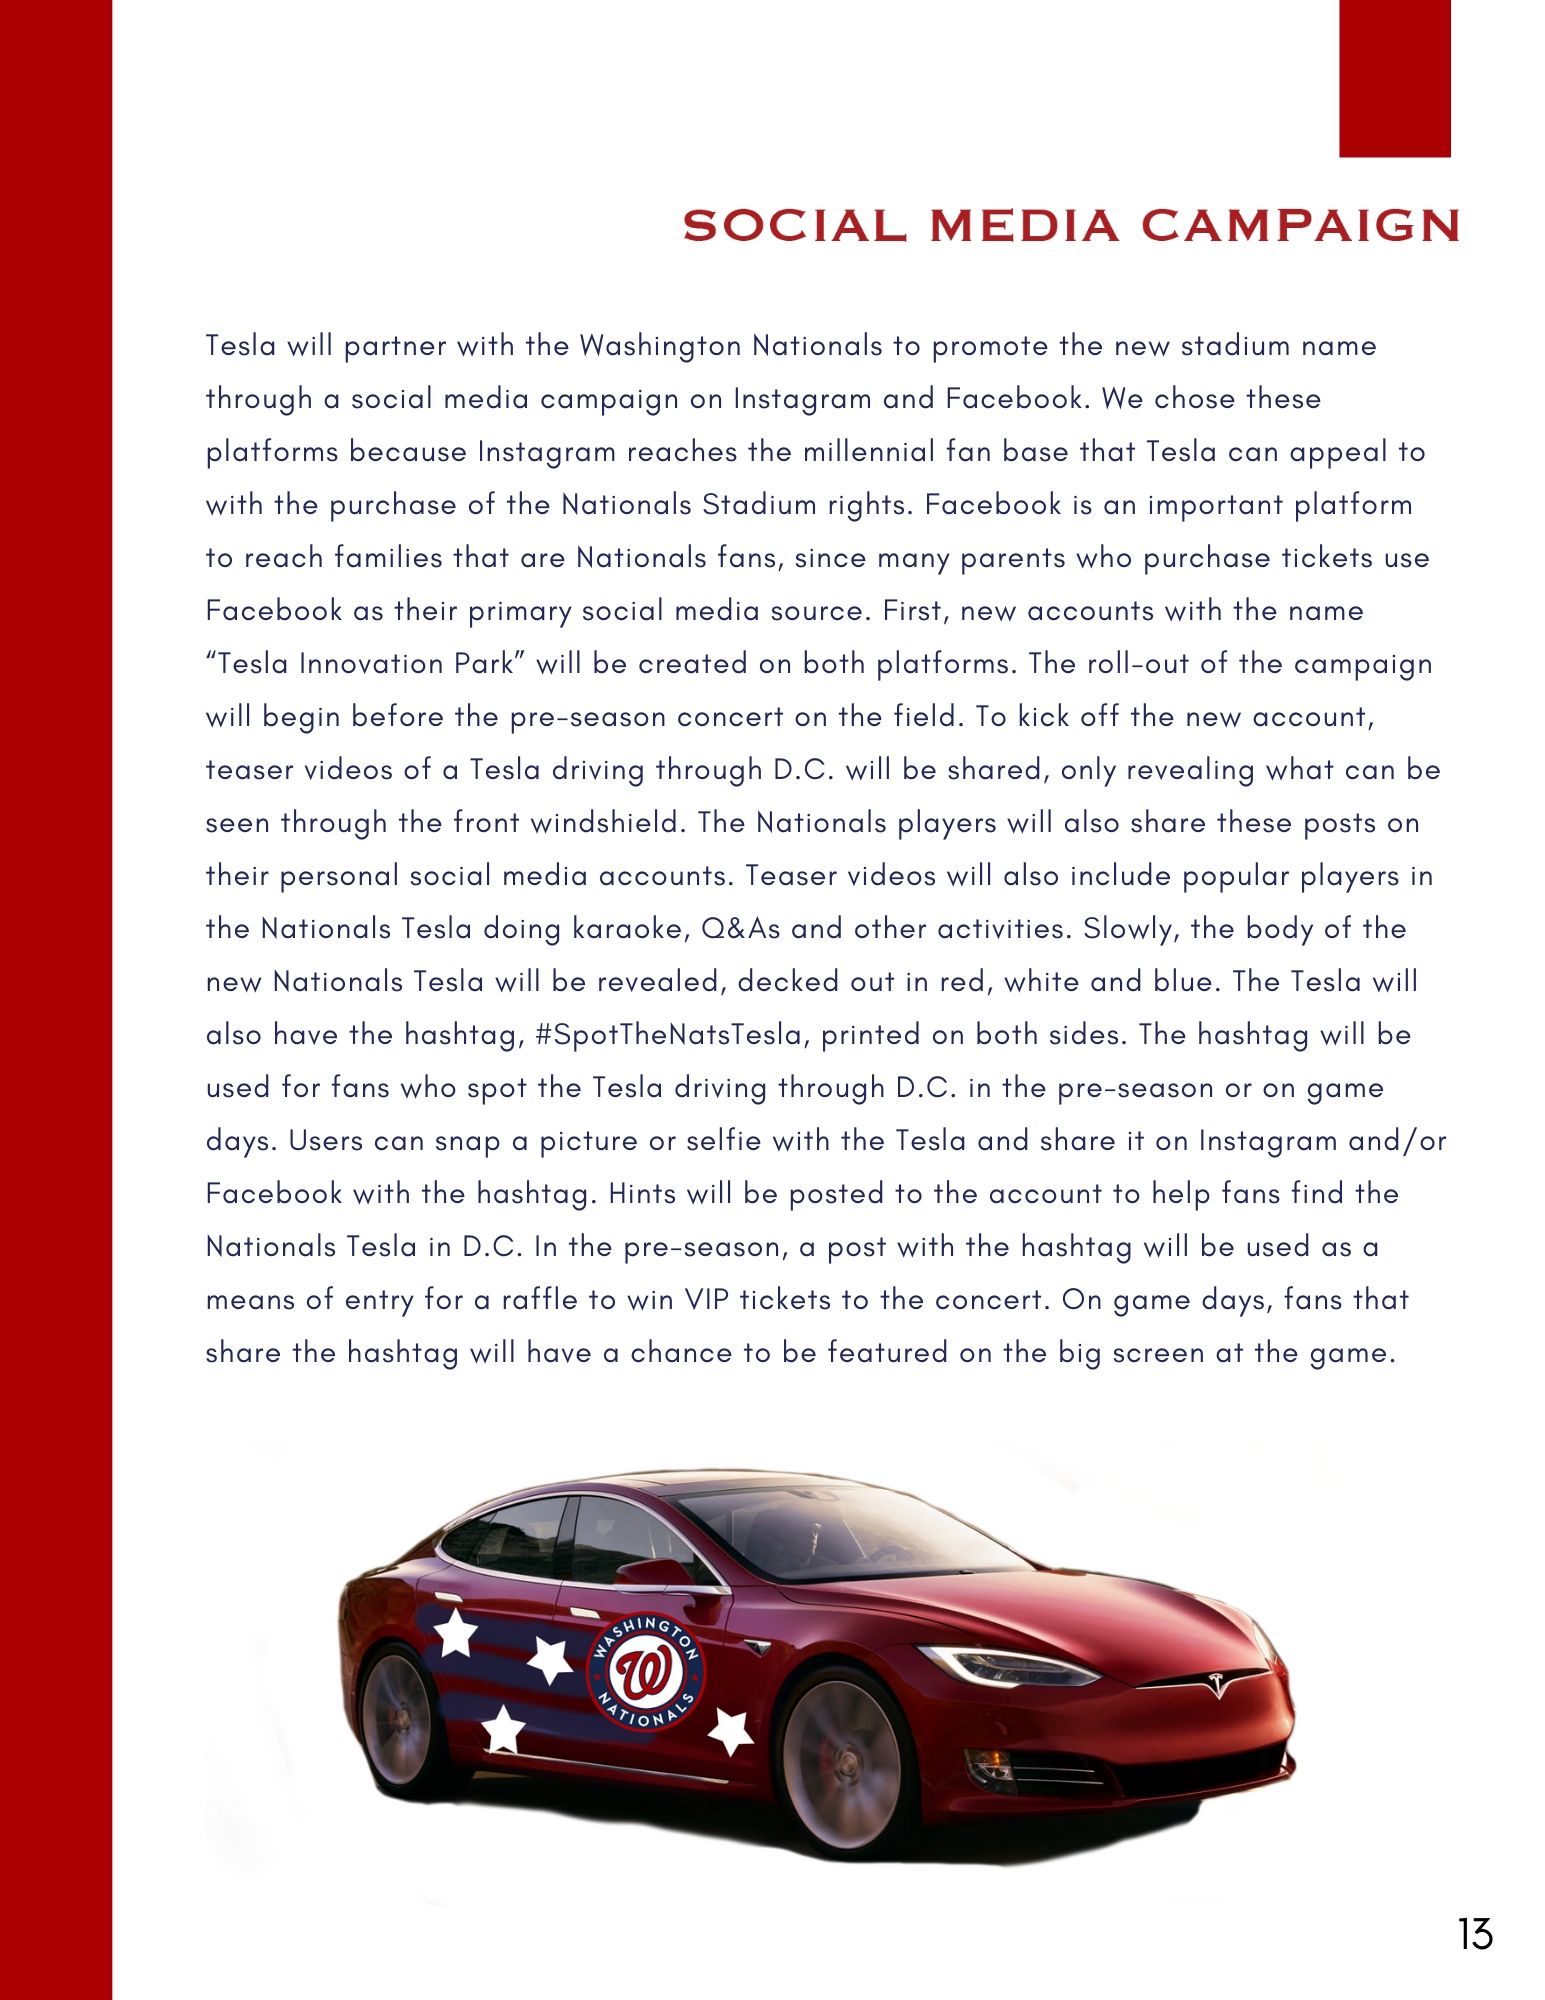 SOCIAL MEDIA CAMPAIGN
Tesla will partner with the Washington Nationals to promote the new stadium name
through a social media campaign on Instagram and Facebook. We chose these
platforms because Instagram reaches the millennial fan base that Tesla can appeal to
with the purchase of the Nationals Stadium rights. Facebook is an important platform
to reach families that are Nationals fans, since many parents who purchase tickets use
Facebook as their primary social media source. First, new accounts with the name
“Tesla Innovation Park” will be created on both platforms. The roll-out of the campaign
will begin before the pre-season concert on the field. To kick off the new account,
teaser videos of a Tesla driving through D.C. will be shared, only revealing what can be
seen through the front windshield. The Nationals players will also share these posts on
their personal social media accounts. Teaser videos will also include popular players in
the Nationals Tesla doing karaoke, Q&As and other activities. Slowly, the body of the
new Nationals Tesla will be revealed, decked out in red, white and blue. The Tesla will
also have the hashtag, #SpotTheNatsTesla, printed on both sides. The hashtag will be
used for fans who spot the Tesla driving through D.C. in the pre-season or on game
days. Users can snap a picture or selfie with the Tesla and share it on Instagram and/or
Facebook with the hashtag. Hints will be posted to the account to help fans find the
Nationals Tesla in D.C. In the pre-season, a post with the hashtag will be used as a
means of entry for a raffle to win VIP tickets to the concert. On game days, fans that
share the hashtag will have a chance to be featured on the big screen at the game.
WASHINGTON
W
NATIONALS
13